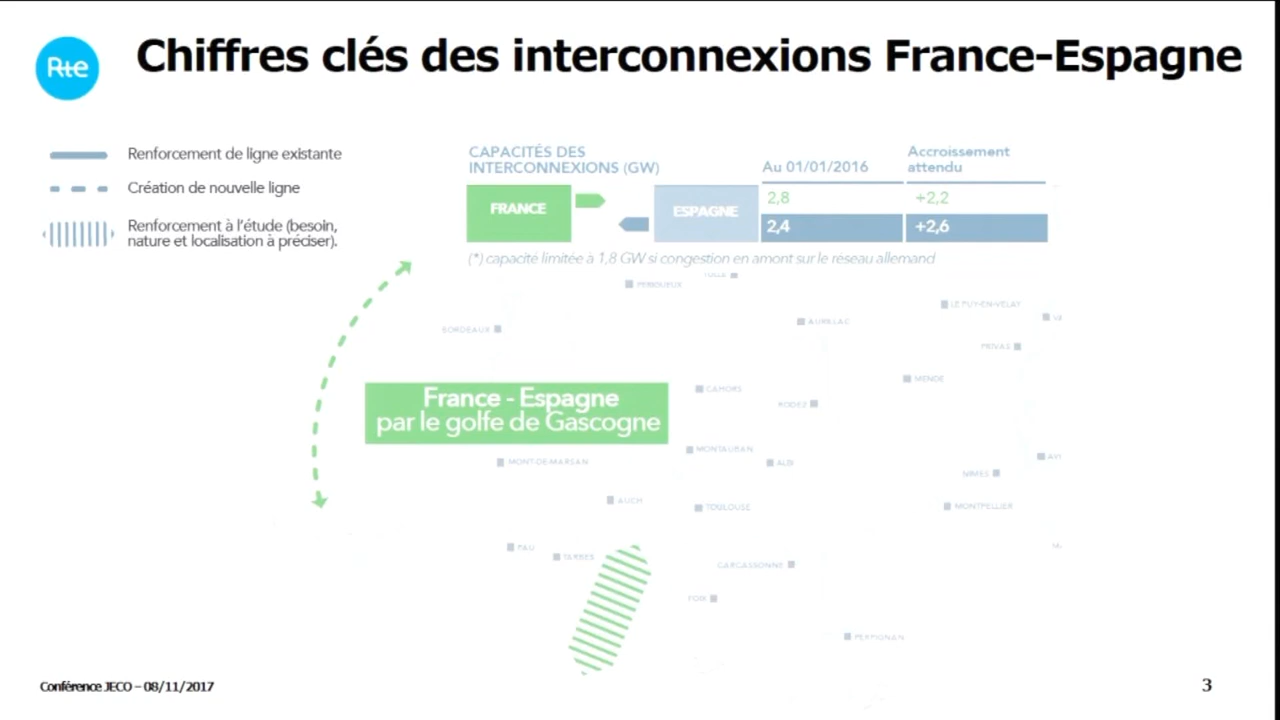 Rte
Chiffres clés des interconnexions France-Espagne
Renforcement de ligne existante
Création de nouvelle ligne
Renforcement à l'étude (besoin,
nature et localisation à préciser).
CAPACITÉS DES
INTERCONNEXIONS (GW)
Au 01/01/2016
Accroissement
attendu
FRANCE
ESPAGNE
2,8
+2,2
2,4
+2,6
(*) capacité limitée à 1,8 GW si congestion en amont sur le réseau allemand
TULLE
PERIGUEUX
LE PUY-EN-VELAY
AURILLAC
BORDEAUX
PRIVAS
MENDE
CAHORS
RODEZ
France - Espagne
par le golfe de Gascogne
MONTAUBAN
MONT-DE-MARSAN
ALBI
NIMES
AUCH
TOULOUSE
MONTPELLIER
PAU
TARBES
CARCASSONNE
FOIX
PERPIGNAN
Conférence JECO – 08/11/2017
3